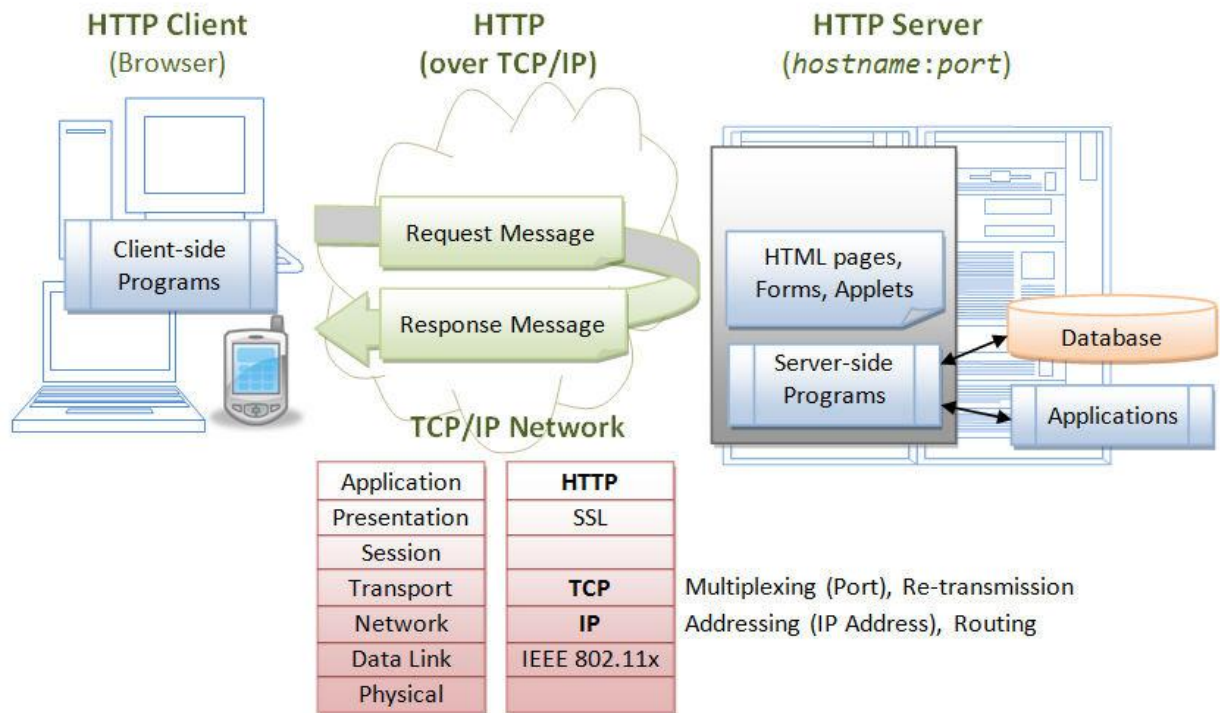 HTTP Client
(Browser)
HTTP
(over TCP/IP)
HTTP Server
(hostname:port)
Client-side
Programs
Request Message
Response Message
HTML pages,
Forms, Applets
Server-side
Programs
Database
Applications
TCP/IP Network
Application HTTP
Presentation SSL
Session
Transport TCP Multiplexing (Port), Re-transmission
Network IP Addressing (IP Address), Routing
Data Link IEEE 802.11x
Physical